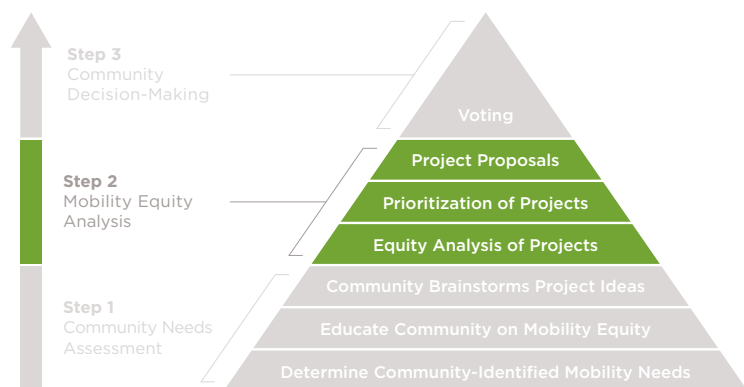 Step 3
Community
Decision-Making
Voting
Step 2
Mobility Equity
Analysis
Project Proposals
Prioritization of Projects
Equity Analysis of Projects
Step 1
Community Needs
Assessment
Community Brainstorms Project Ideas
Educate Community on Mobility Equity
Determine Community-Identified Mobility Needs